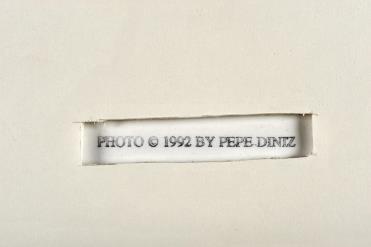 PHOTO © 1992 BY PEPE DINIZ